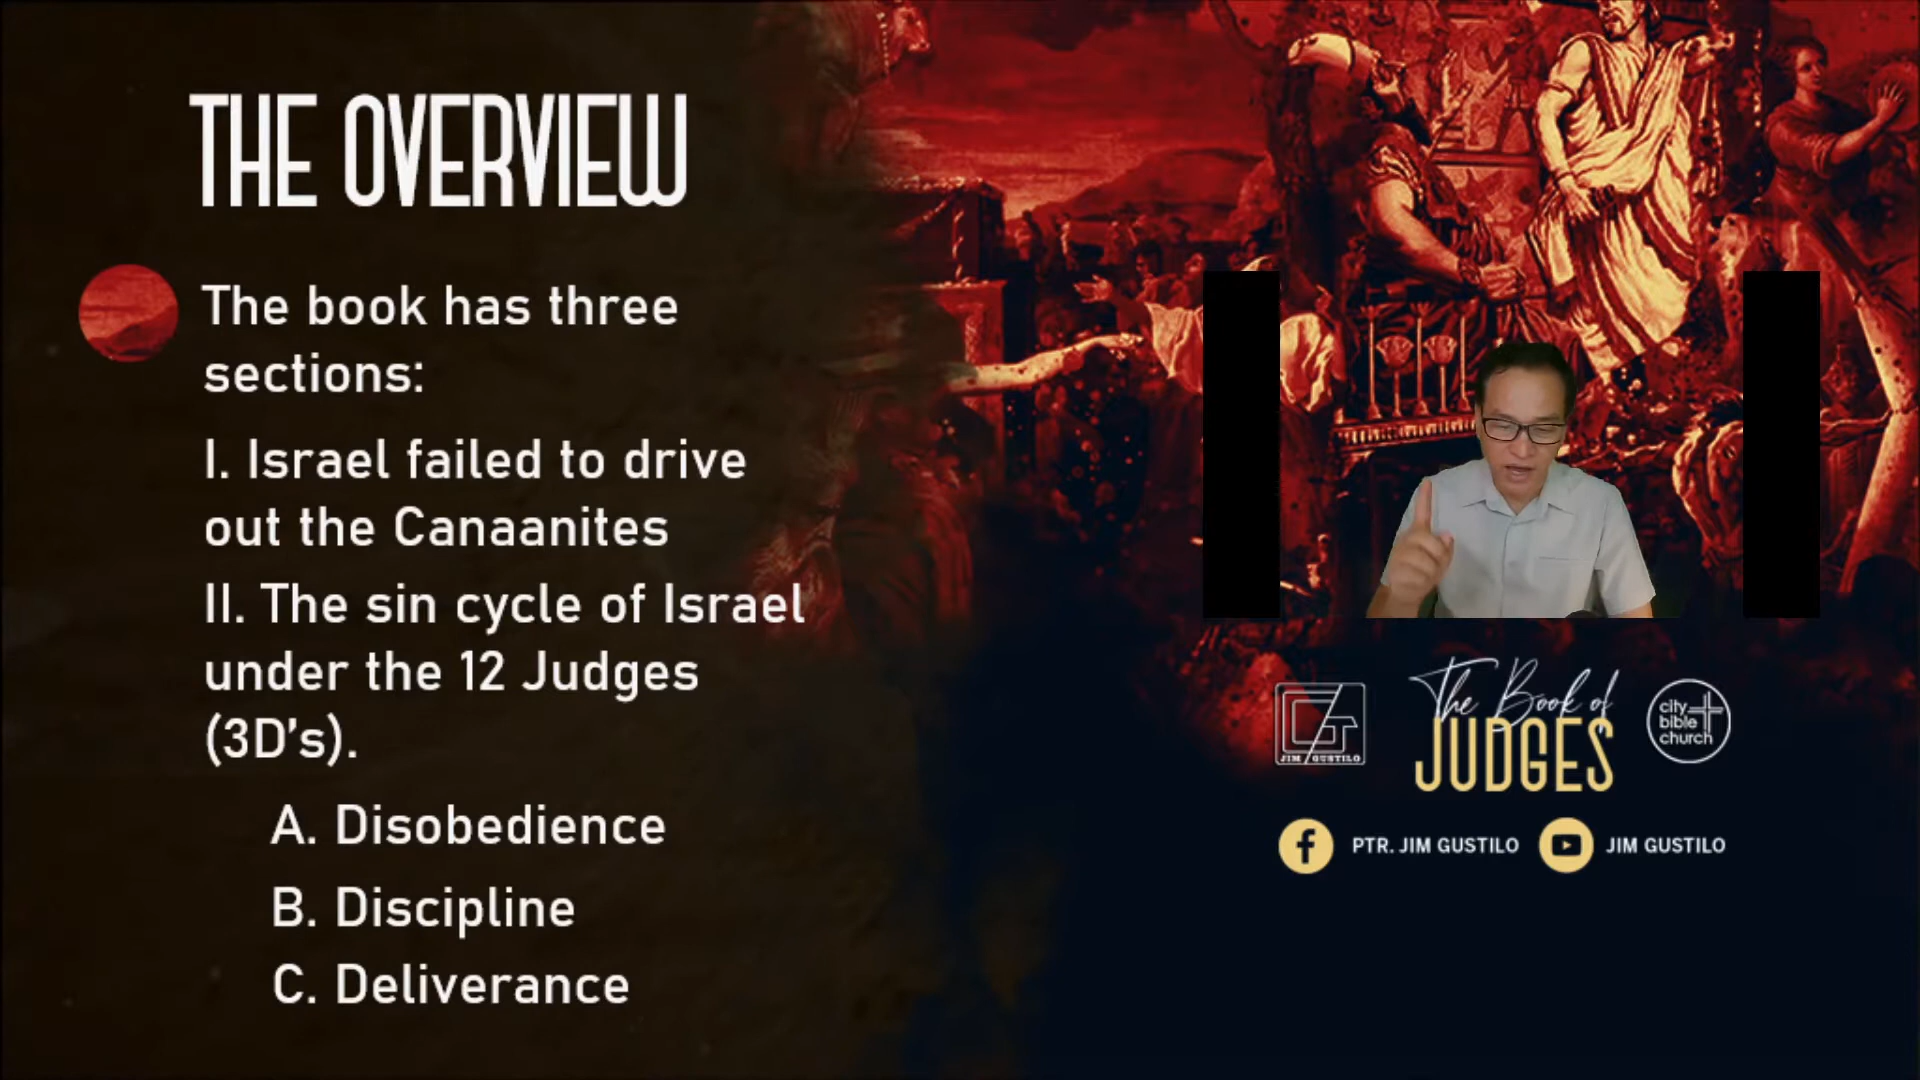 THE OVERVIEW
The book has three
sections:
I. Israel failed to drive
out the Canaanites
II. The sin cycle of Israel
under the 12 Judges
(3D's).
A. Disobedience
B. Discipline
C. Deliverance
JIM GUSTILO
The Book of
JUDGES
city
bible
church
PTR. JIM GUSTILO
JIM GUSTILO